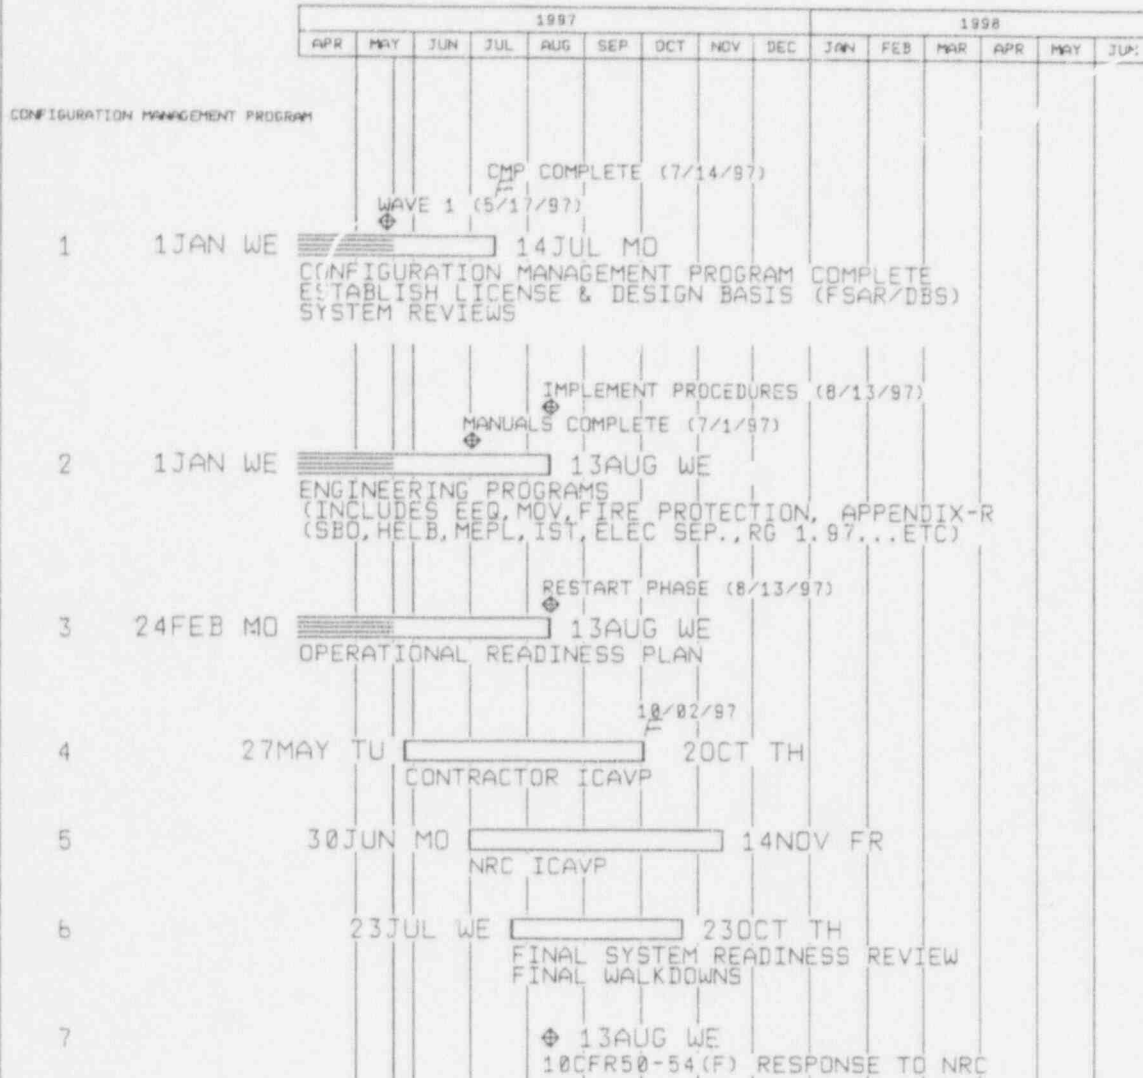 1997 1998
APR MAY JUN JUL AUG SEP OCT NOV DEC JAN FEB MAR APR MAY JUN
CONFIGURATION MANAGEMENT PROGRAM
CMP COMPLETE (7/14/97)
WAVE 1 (5/17/97)
1 1JAN WE 14JUL MO
CONFIGURATION MANAGEMENT PROGRAM COMPLETE
ESTABLISH LICENSE & DESIGN BASIS (FSAR/DBS)
SYSTEM REVIEWS
IMPLEMENT PROCEDURES (8/13/97)
MANUALS COMPLETE (7/1/97)
2 1JAN WE 13AUG WE
ENGINEERING PROGRAMS
(INCLUDES EEQ, MOV, FIRE PROTECTION, APPENDIX-R
(SBO, HELB, MEPL, IST, ELEC SEP., RG 1.97...ETC)
RESTART PHASE (8/13/97)
3 24FEB MO 13AUG WE
OPERATIONAL READINESS PLAN
10/02/97
4 27MAY TU 2OCT TH
CONTRACTOR ICAVP
5 30JUN MO 14NOV FR
NRC ICAVP
6 23JUL WE 23OCT TH
FINAL SYSTEM READINESS REVIEW
FINAL WALKDOWNS
7 13AUG WE
10CFR50-54(F) RESPONSE TO NRC